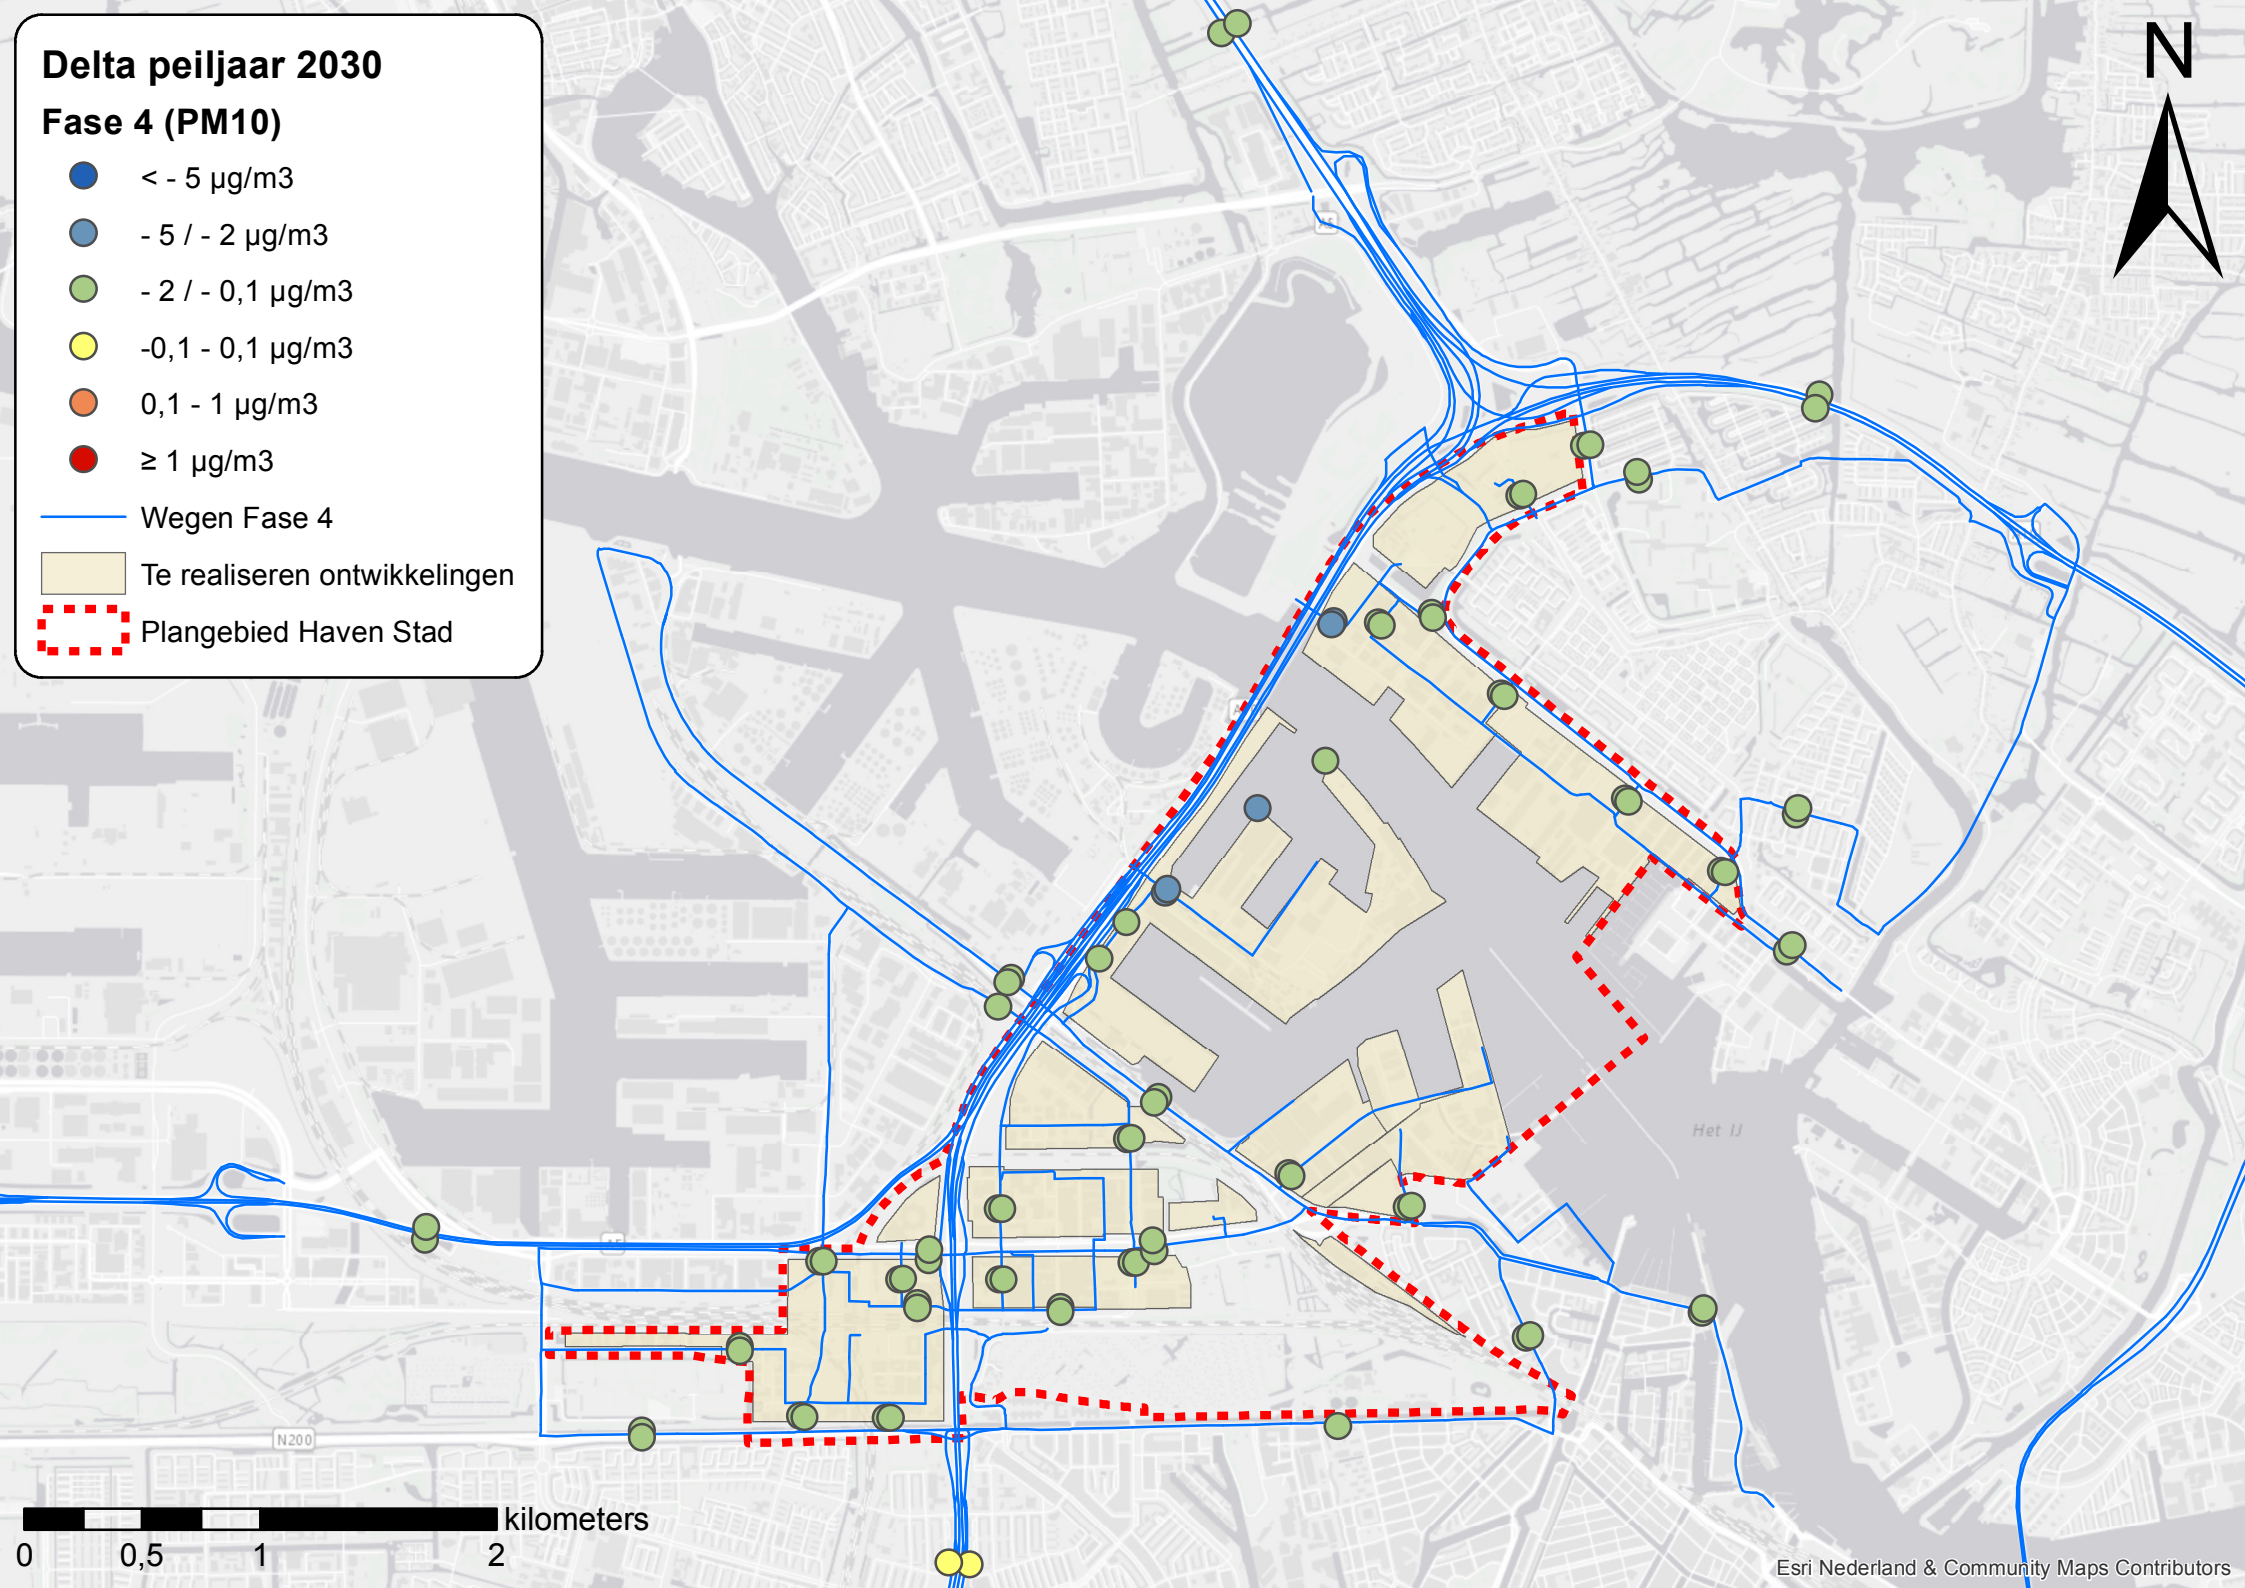 Delta peiljaar 2030
Fase 4 (PM10)
< - 5 µg/m3
- 5 / - 2 µg/m3
- 2 / - 0,1 µg/m3
-0,1 - 0,1 µg/m3
0,1 - 1 µg/m3
≥ 1 µg/m3
Wegen Fase 4
Te realiseren ontwikkelingen
Plangebied Haven Stad
N
A5
Het IJ
A5
N200
kilometers
0 0,5 1 2
Esri Nederland & Community Maps Contributors